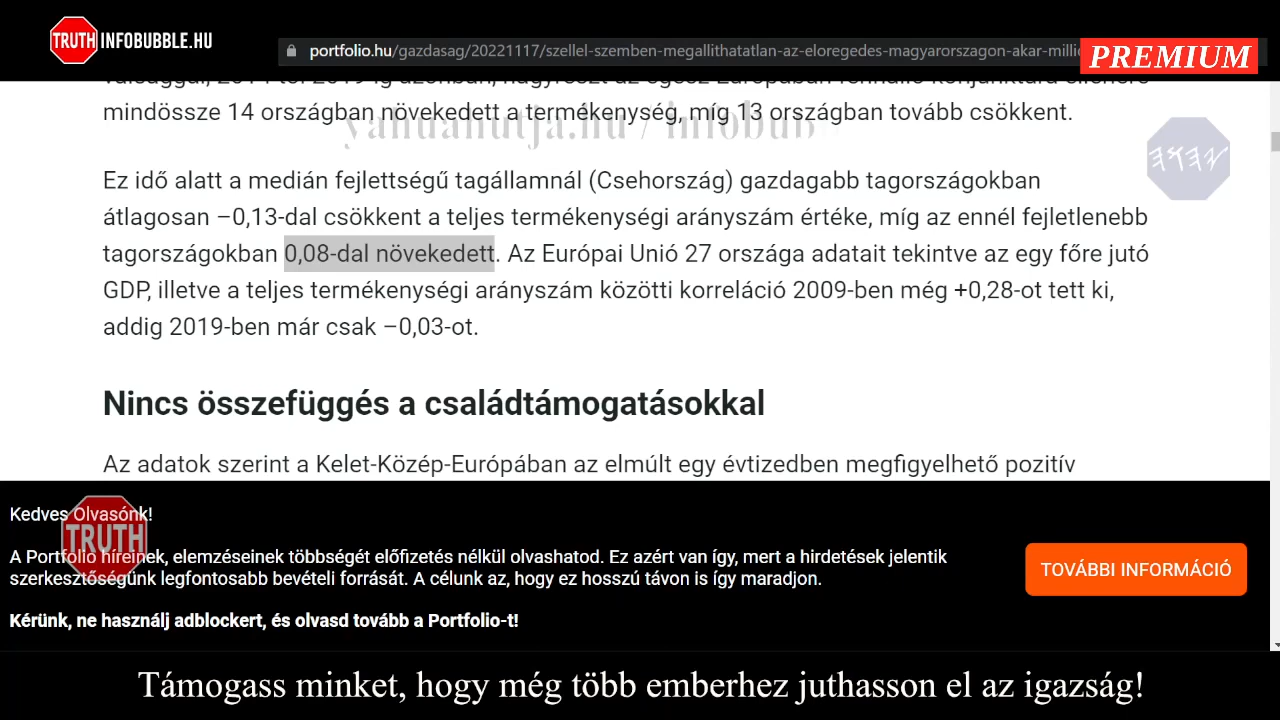 TRUTH INFOBUBBLE.HU
portfolio.hu/gazdasag/20221117/szellel-szemben-megallithatatlan-az-eloregedes-magyarorszagon-akar-milli
PREMIUM
mindössze 14 országban növekedett a termékenység, míg 13 országban tovább csökkent.
yahuahutja.hu / infobub
Ez idő alatt a medián fejlettségű tagállamnál (Csehország) gazdagabb tagországokban
átlagosan –0,13-dal csökkent a teljes termékenységi arányszám értéke, míg az ennél fejletlenebb
tagországokban 0,08-dal növekedett. Az Európai Unió 27 országa adatait tekintve az egy főre jutó
GDP, illetve a teljes termékenységi arányszám közötti korreláció 2009-ben még +0,28-ot tett ki,
addig 2019-ben már csak –0,03-ot.
Nincs összefüggés a családtámogatásokkal
Az adatok szerint a Kelet-Közép-Európában az elmúlt egy évtizedben megfigyelhető pozitív
Kedves Olvasónk!
TRUTH
A Portfolio híreinek, elemzéseinek többségét előfizetés nélkül olvashatod. Ez azért van így, mert a hirdetések jelentik
szerkesztőségünk legfontosabb bevételi forrását. A célunk az, hogy ez hosszú távon is így maradjon.
TOVÁBBI INFORMÁCIÓ
Kérünk, ne használj adblockert, és olvasd tovább a Portfolio-t!
Támogass minket, hogy még több emberhez juthasson el az igazság!